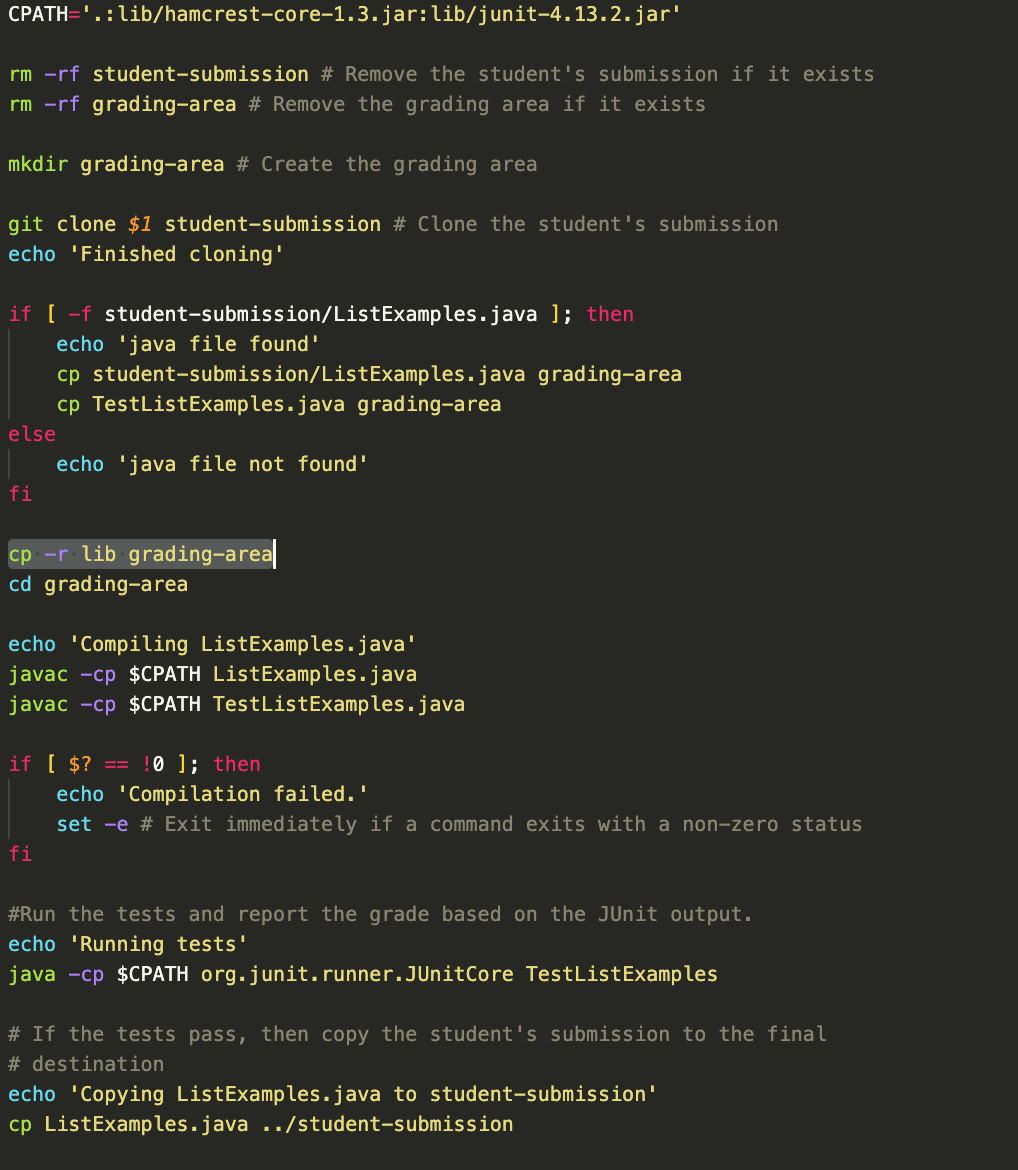 CPATH='.:lib/hamcrest-core-1.3.jar:lib/junit-4.13.2.jar'
rm -rf student-submission # Remove the student's submission if it exists
rm -rf grading-area # Remove the grading area if it exists
mkdir grading-area # Create the grading area
git clone $1 student-submission # Clone the student's submission
echo 'Finished cloning'
if [ -f student-submission/ListExamples.java ]; then
    echo 'java file found'
    cp student-submission/ListExamples.java grading-area
    cp TestListExamples.java grading-area
else
    echo 'java file not found'
fi
cp -r lib grading-area
cd grading-area
echo 'Compiling ListExamples.java'
javac -cp $CPATH ListExamples.java
javac -cp $CPATH TestListExamples.java
if [ $? == !0 ]; then
    echo 'Compilation failed.'
    set -e # Exit immediately if a command exits with a non-zero status
fi
#Run the tests and report the grade based on the JUnit output.
echo 'Running tests'
java -cp $CPATH org.junit.runner.JUnitCore TestListExamples
# If the tests pass, then copy the student's submission to the final
# destination
echo 'Copying ListExamples.java to student-submission'
cp ListExamples.java ../student-submission